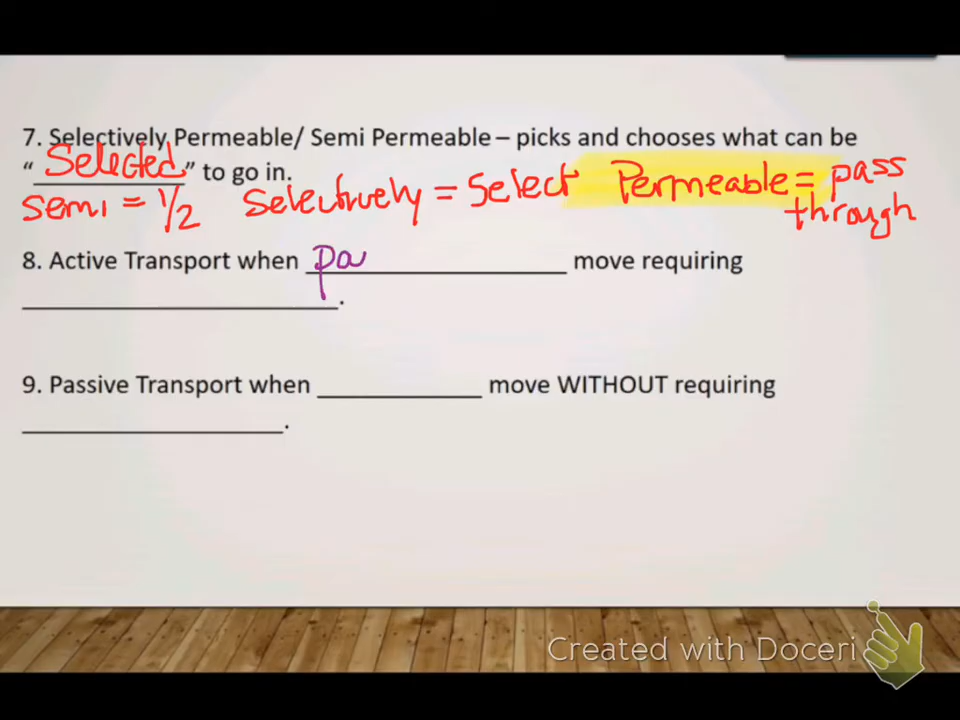 7. Selectively Permeable/ Semi Permeable – picks and chooses what can be
“Selected” to go in.
semi = 1/2 Selectively = Select Permeable = pass
through
8. Active Transport when pa move requiring
.
9. Passive Transport when move WITHOUT requiring
.
Created with Doceri